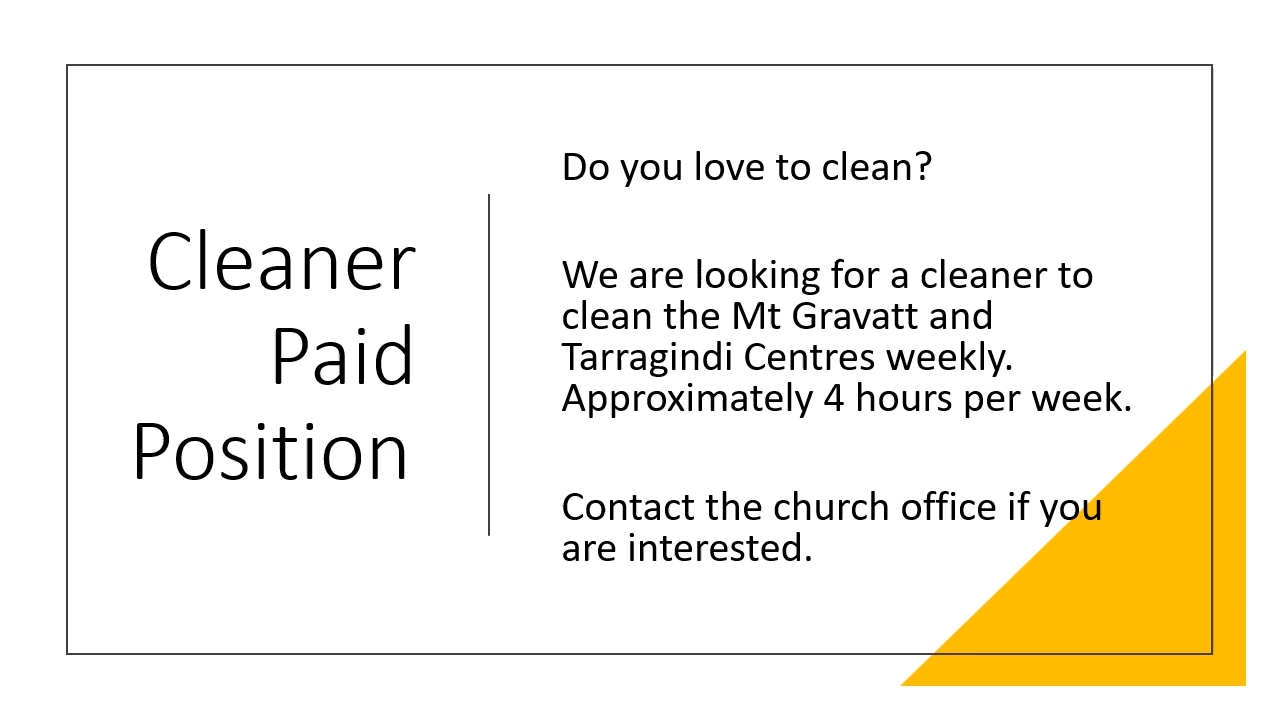 Cleaner
Paid
Position
Do you love to clean?
We are looking for a cleaner to
clean the Mt Gravatt and
Tarragindi Centres weekly.
Approximately 4 hours per week.
Contact the church office if you
are interested.